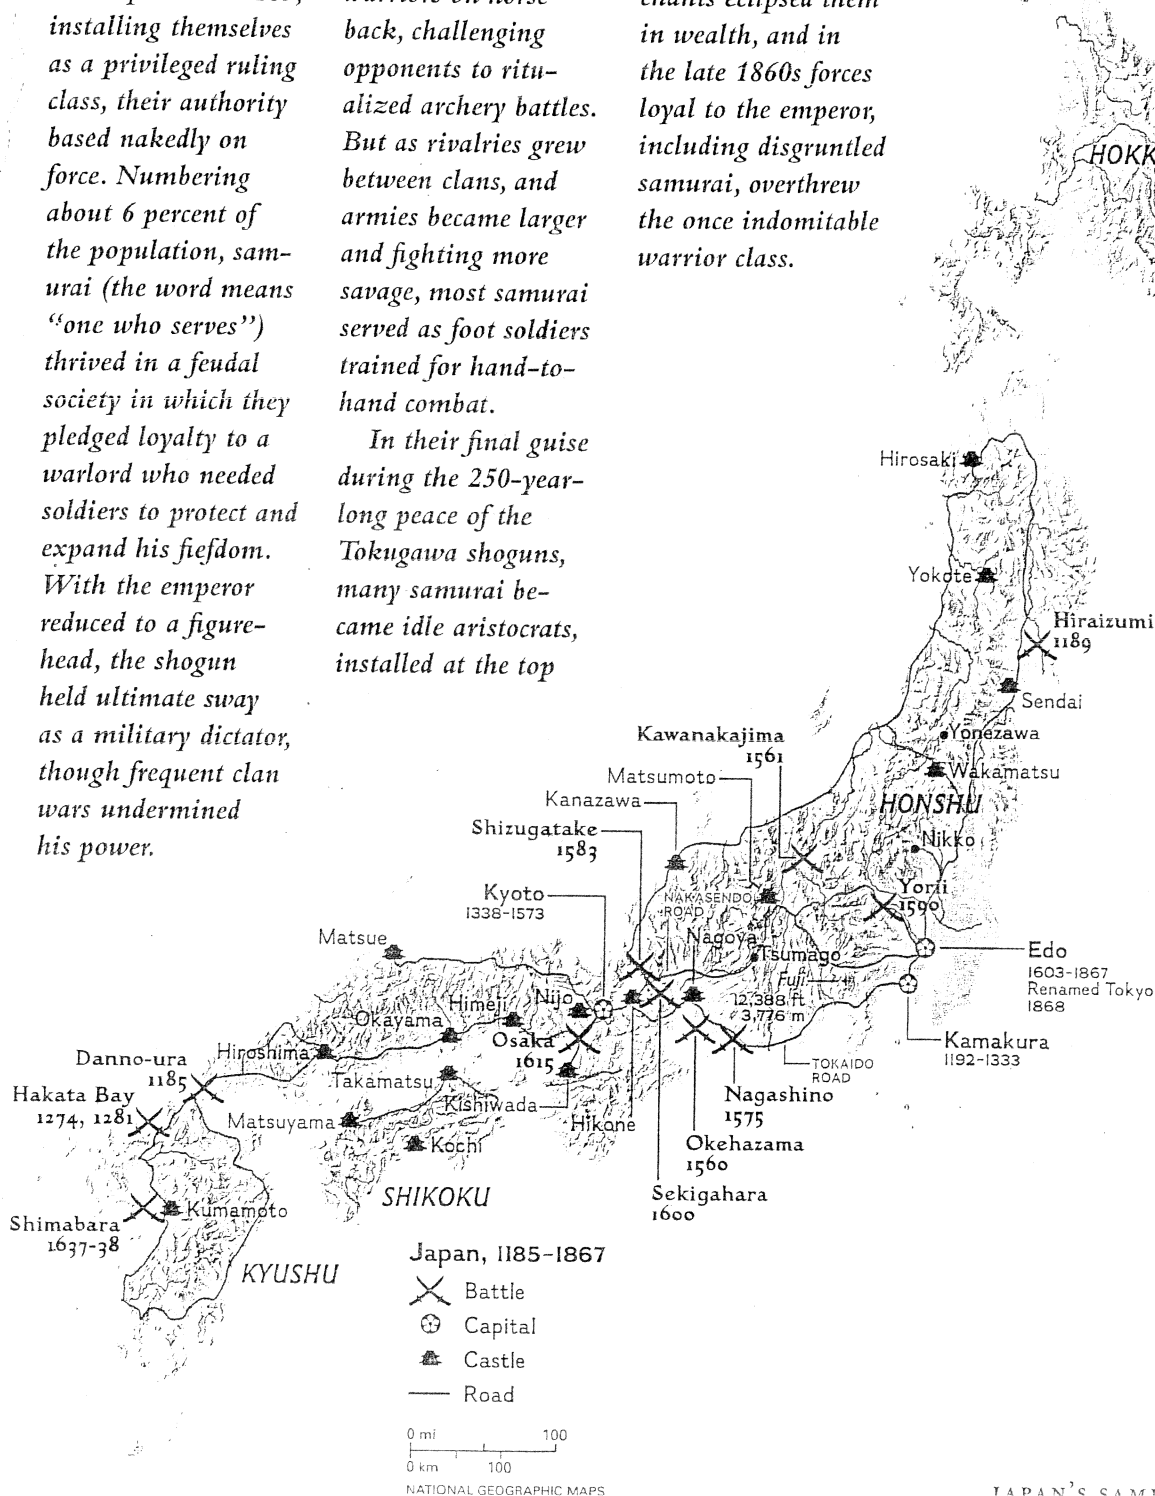 installing themselves
as a privileged ruling
class, their authority
based nakedly on
force. Numbering
about 6 percent of
the population, sam-
urai (the word means
“one who serves”)
thrived in a feudal
society in which they
pledged loyalty to a
warlord who needed
soldiers to protect and
expand his fiefdom.
With the emperor
reduced to a figure-
head, the shogun
held ultimate sway
as a military dictator,
though frequent clan
wars undermined
his power.
warriors on horse-
back, challenging
opponents to ritu-
alized archery battles.
But as rivalries grew
between clans, and
armies became larger
and fighting more
savage, most samurai
served as foot soldiers
trained for hand-to-
hand combat.
In their final guise
during the 250-year-
long peace of the
Tokugawa shoguns,
many samurai be-
came idle aristocrats,
installed at the top
eclipsed them
in wealth, and in
the late 1860s forces
loyal to the emperor,
including disgruntled
samurai, overthrew
the once indomitable
warrior class.
HOKK
Hirosaki
Yokote
Hiraizumi
1189
Sendai
Yonezawa
Wakamatsu
HONSHU
Nikko
Kawanakajima
1561
Matsumoto
Kanazawa
Shizugatake
1583
Kyoto
1338-1573
NAKASENDO
ROAD
Yorii
1590
Nagoya
Tsumago
Fuji
12,388 ft
3,776 m
Edo
1603-1867
Renamed Tokyo
1868
Kamakura
1192-1333
Matsue
Himeji
Nijo
Okayama
Osaka
1615
Hiroshima
Danno-ura
1185
Hakata Bay
1274, 1281
Takamatsu
Kishiwada
Matsuyama
Kochi
Hikone
TOKAIDO
ROAD
Nagashino
1575
Okehazama
1560
Sekigahara
1600
SHIKOKU
Shimabara
1637-38
Kumamoto
KYUSHU
Japan, 1185-1867
Battle
Capital
Castle
Road
0 mi 100
0 km 100
NATIONAL GEOGRAPHIC MAPS
JAPAN'S SAM